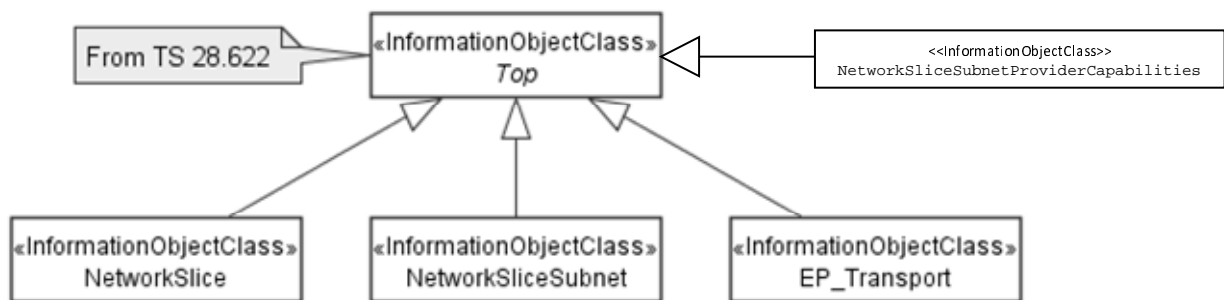 From TS 28.622
«InformationObjectClass»
Top
<<InformationObjectClass>>
NetworkSliceSubnetProviderCapabilities
«InformationObjectClass»
NetworkSlice
«InformationObjectClass»
NetworkSliceSubnet
«InformationObjectClass»
EP_Transport